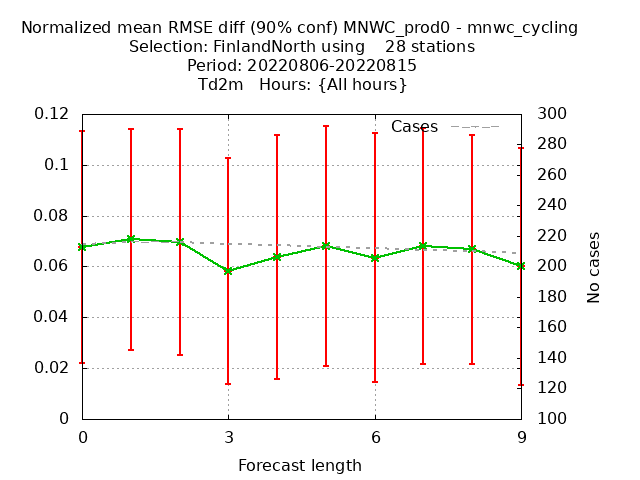 Normalized mean RMSE diff (90% conf) MNWC_prod0 - mnwc_cycling
Selection: FinlandNorth using    28 stations
Period: 20220806-20220815
Td2m   Hours: {All hours}
Cases
0.12
0.1
0.08
0.06
0.04
0.02
0
300
280
260
240
220
200
180
160
140
120
100
No cases
0 3 6 9
Forecast length